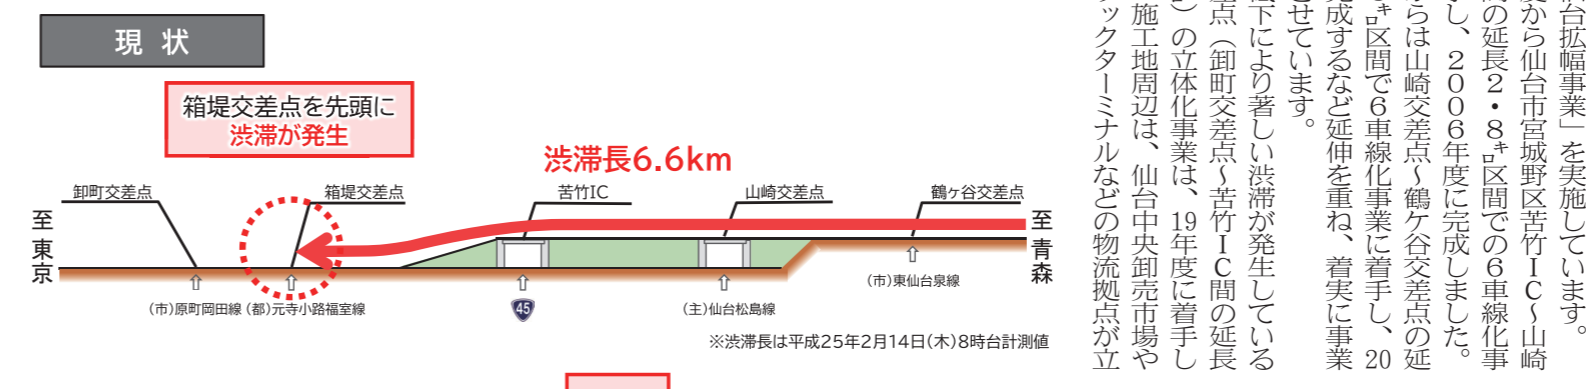 現 状
箱堤交差点を先頭に
渋滞が発生
渋滞長6.6km
卸町交差点
箱堤交差点
苦竹IC
山崎交差点
鶴ヶ谷交差点
至東京
至青森
(市)原町岡田線
(都)元寺小路福室線
45
(主)仙台松島線
(市)東仙台泉線
※渋滞長は平成25年2月14日(木)8時台計測値
仙台拡幅事業」を実施しています。
度から仙台市宮城野区苦竹IC〜山崎
間の延長2・8㌔区間での6車線化事
し、2006年度に完成しました。
らは山崎交差点〜鶴ケ谷交差点の延
㌔区間で6車線化事業に着手し、20
完成するなど延伸を重ね、着実に事業
させています。
低下により著しい渋滞が発生している
差点(卸町交差点〜苦竹IC間の延長
)の立体化事業は、19年度に着手し
施工地周辺は、仙台中央卸売市場や
ックターミナルなどの物流拠点が立